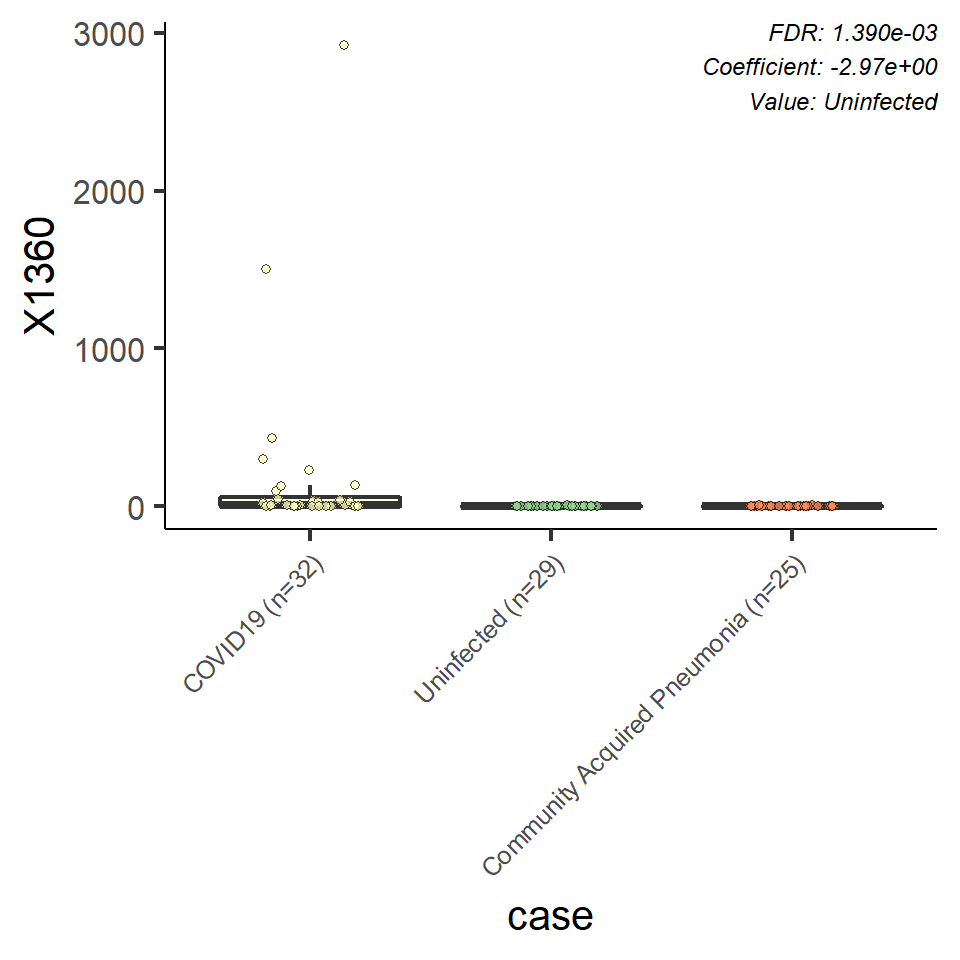 FDR: 1.390e-03
Coefficient: -2.97e+00
Value: Uninfected
X1360
3000
2000
1000
0
COVID19 (n=32)
Uninfected (n=29)
Community Acquired Pneumonia (n=25)
case